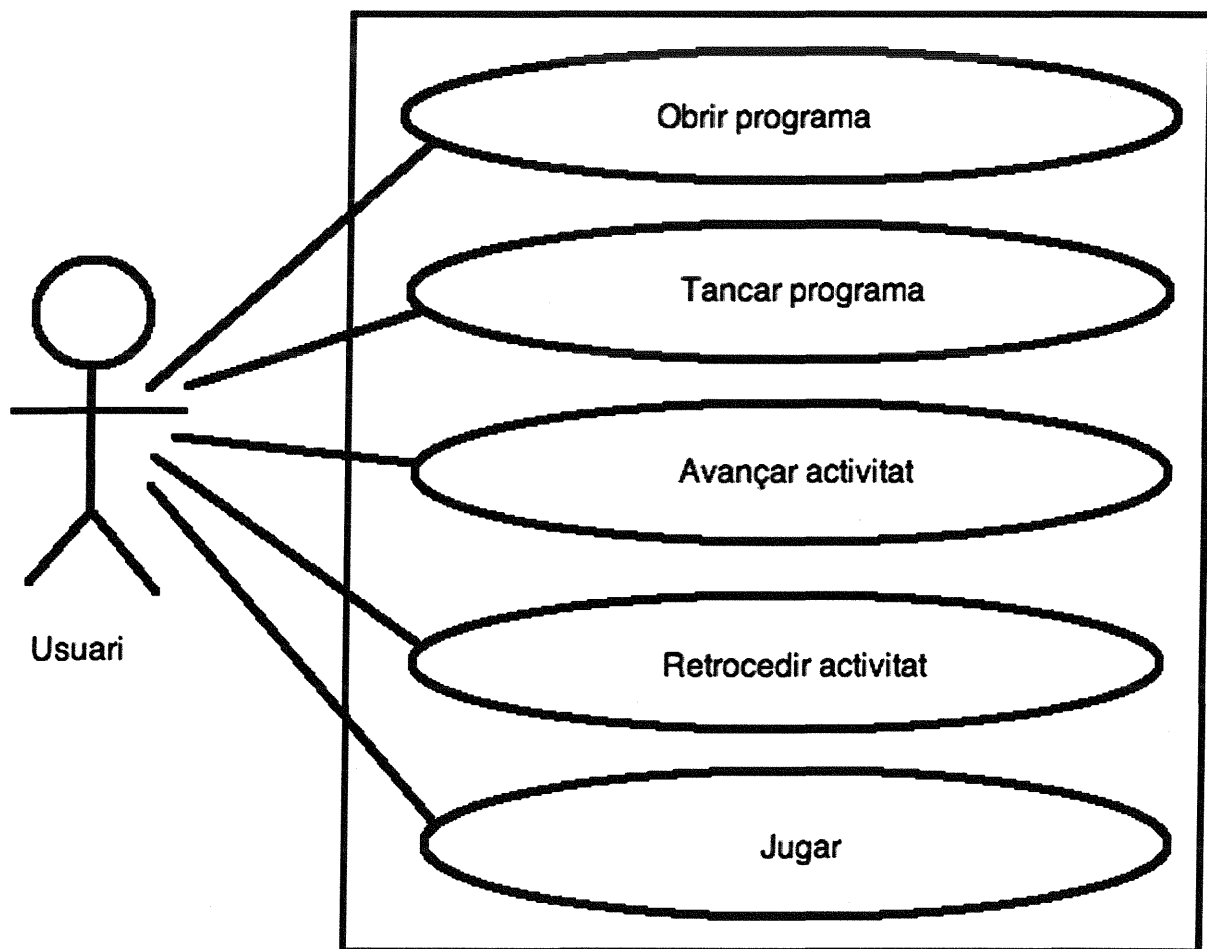 Obrir programa
Tancar programa
Avançar activitat
Retrocedir activitat
Jugar
Usuari